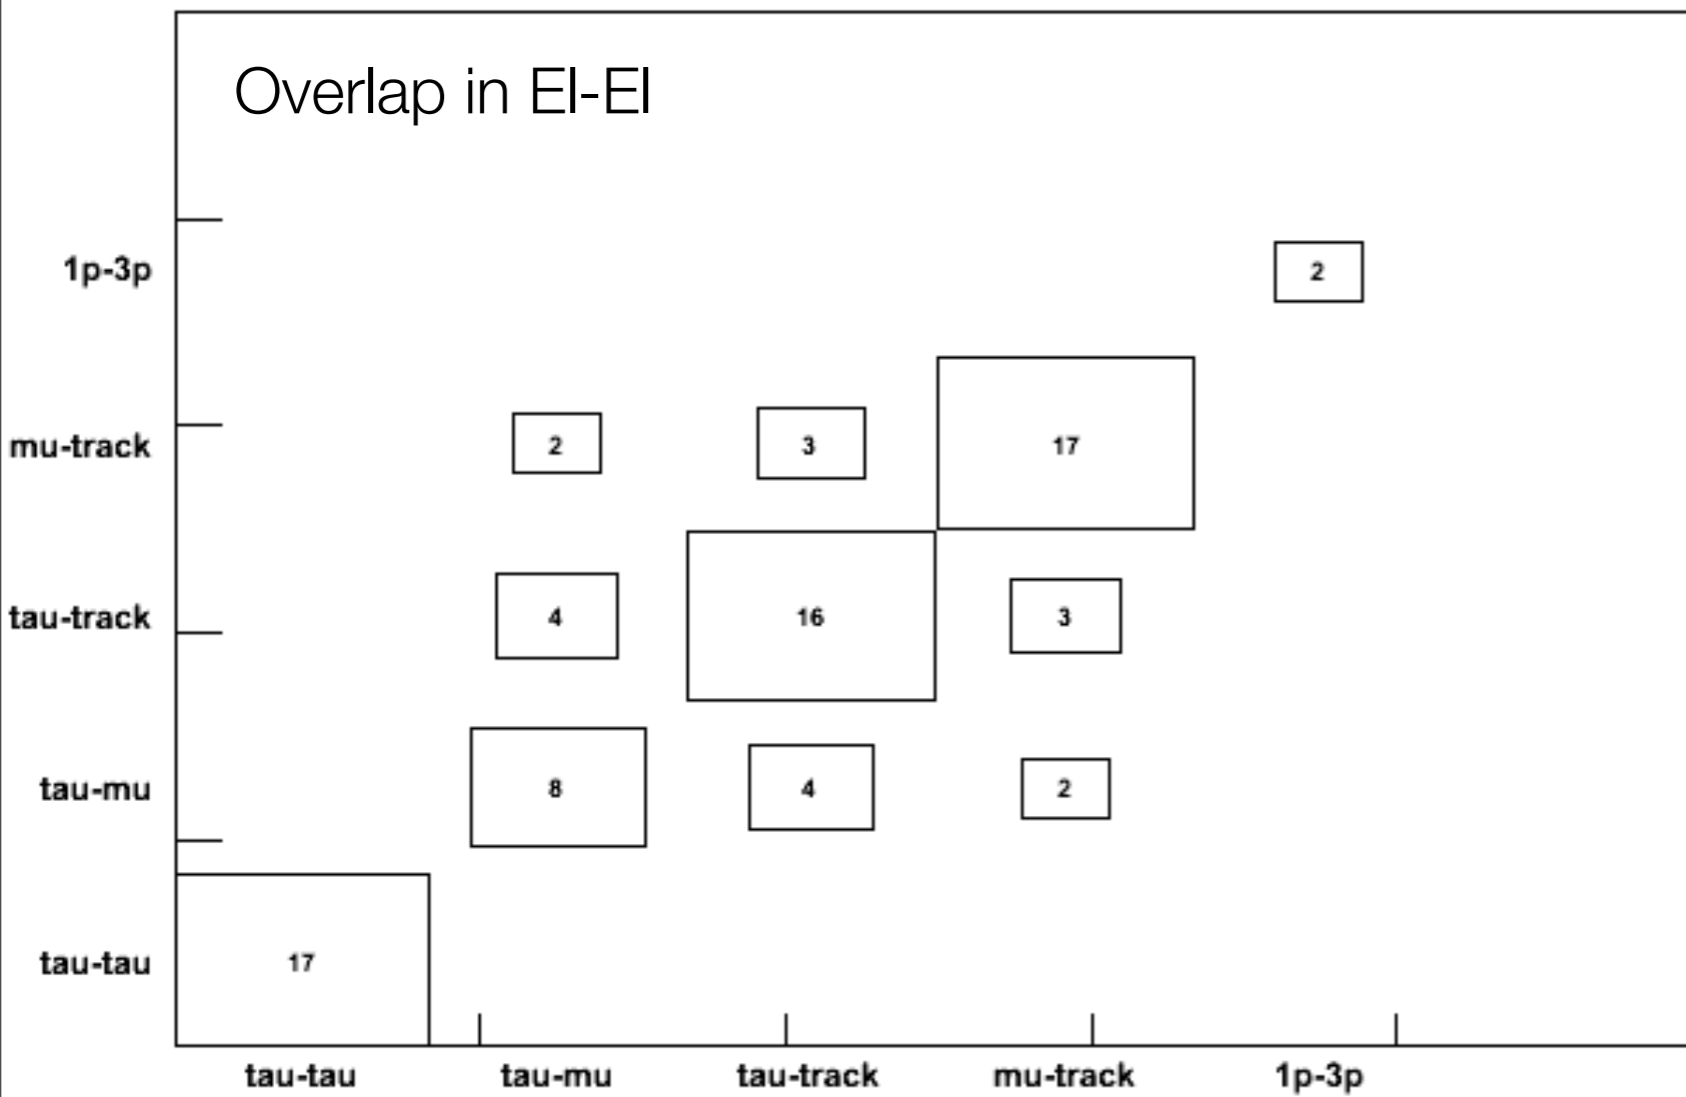 Overlap in El-El
1p-3p 2
mu-track 2 3 17
tau-track 4 16 3
tau-mu 8 4 2
tau-tau 17
tau-tau tau-mu tau-track mu-track 1p-3p